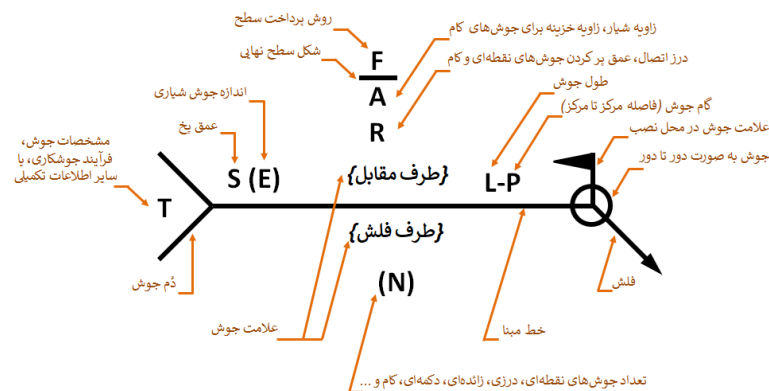 روش پرداخت سطح
زاویه شیار، زاویه خزینه برای جوش‌های کام
شکل سطح نهایی
F
درز اتصال، عمق پر کردن جوش‌های نقطه‌ای و کام
A
طول جوش
اندازه جوش شیاری
گام جوش (فاصله مرکز تا مرکز)
R
عمق پخ
علامت جوش در محل نصب
مشخصات جوش،
فرآیند جوشکاری، یا
سایر اطلاعات تکمیلی
جوش به صورت دور تا دور
S (E)
{طرف مقابل}
L-P
T
{طرف فلش}
دُم جوش
(N)
فلش
علامت جوش
خط مبنا
تعداد جوش‌های نقطه‌ای، درزی، زائده‌ای، دکمه‌ای، کام و ...